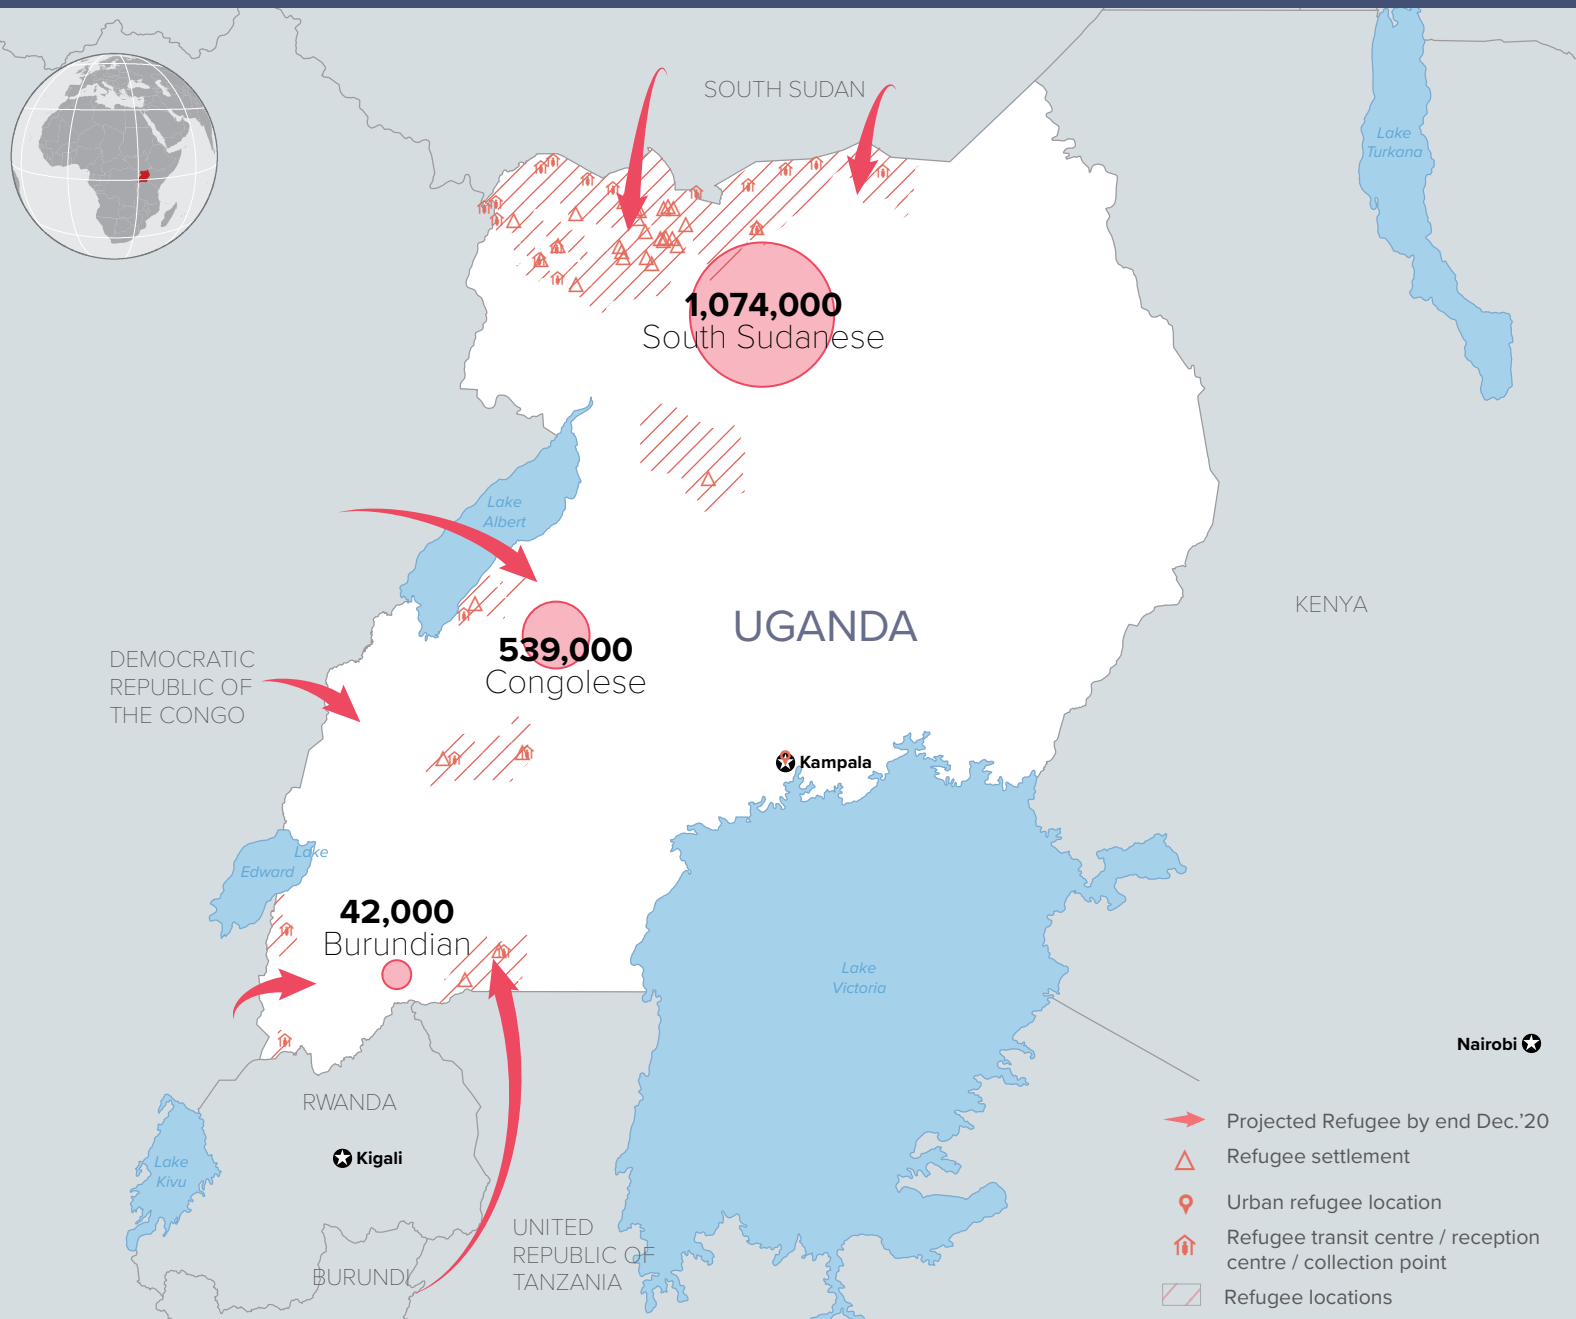 SOUTH SUDAN
Lake
Turkana
1,074,000
South Sudanese
Lake
Albert
KENYA
UGANDA
539,000
Congolese
DEMOCRATIC
REPUBLIC OF
THE CONGO
Kampala
Lake
Edward
42,000
Burundian
Lake
Victoria
Nairobi
RWANDA
Kigali
Lake
Kivu
UNITED
REPUBLIC OF
TANZANIA
BURUNDI
Projected Refugee by end Dec.'20
Refugee settlement
Urban refugee location
Refugee transit centre / reception
centre / collection point
Refugee locations